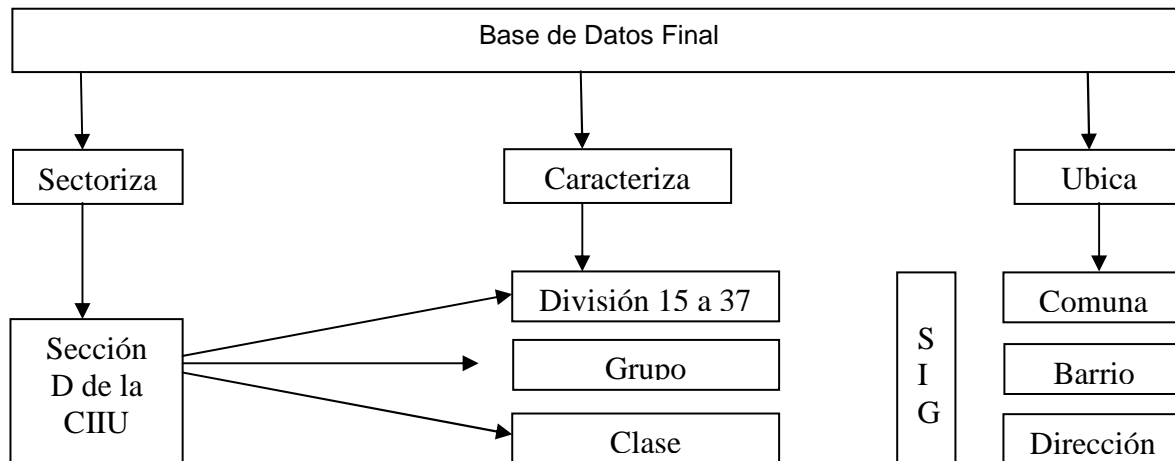 Base de Datos Final
Sectoriza
Caracteriza
Ubica
Sección
D de la
CIIU
División 15 a 37
Grupo
Clase
S
I
G
Comuna
Barrio
Dirección